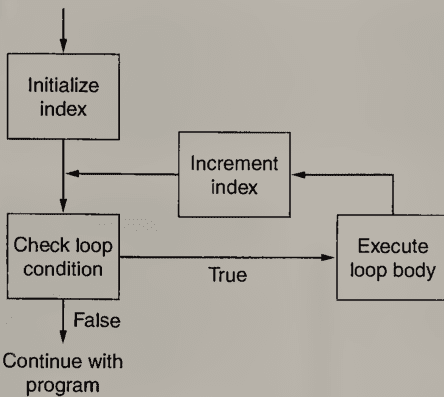 Initialize
index
Increment
index
Check loop
condition
True
Execute
loop body
False
Continue with
program